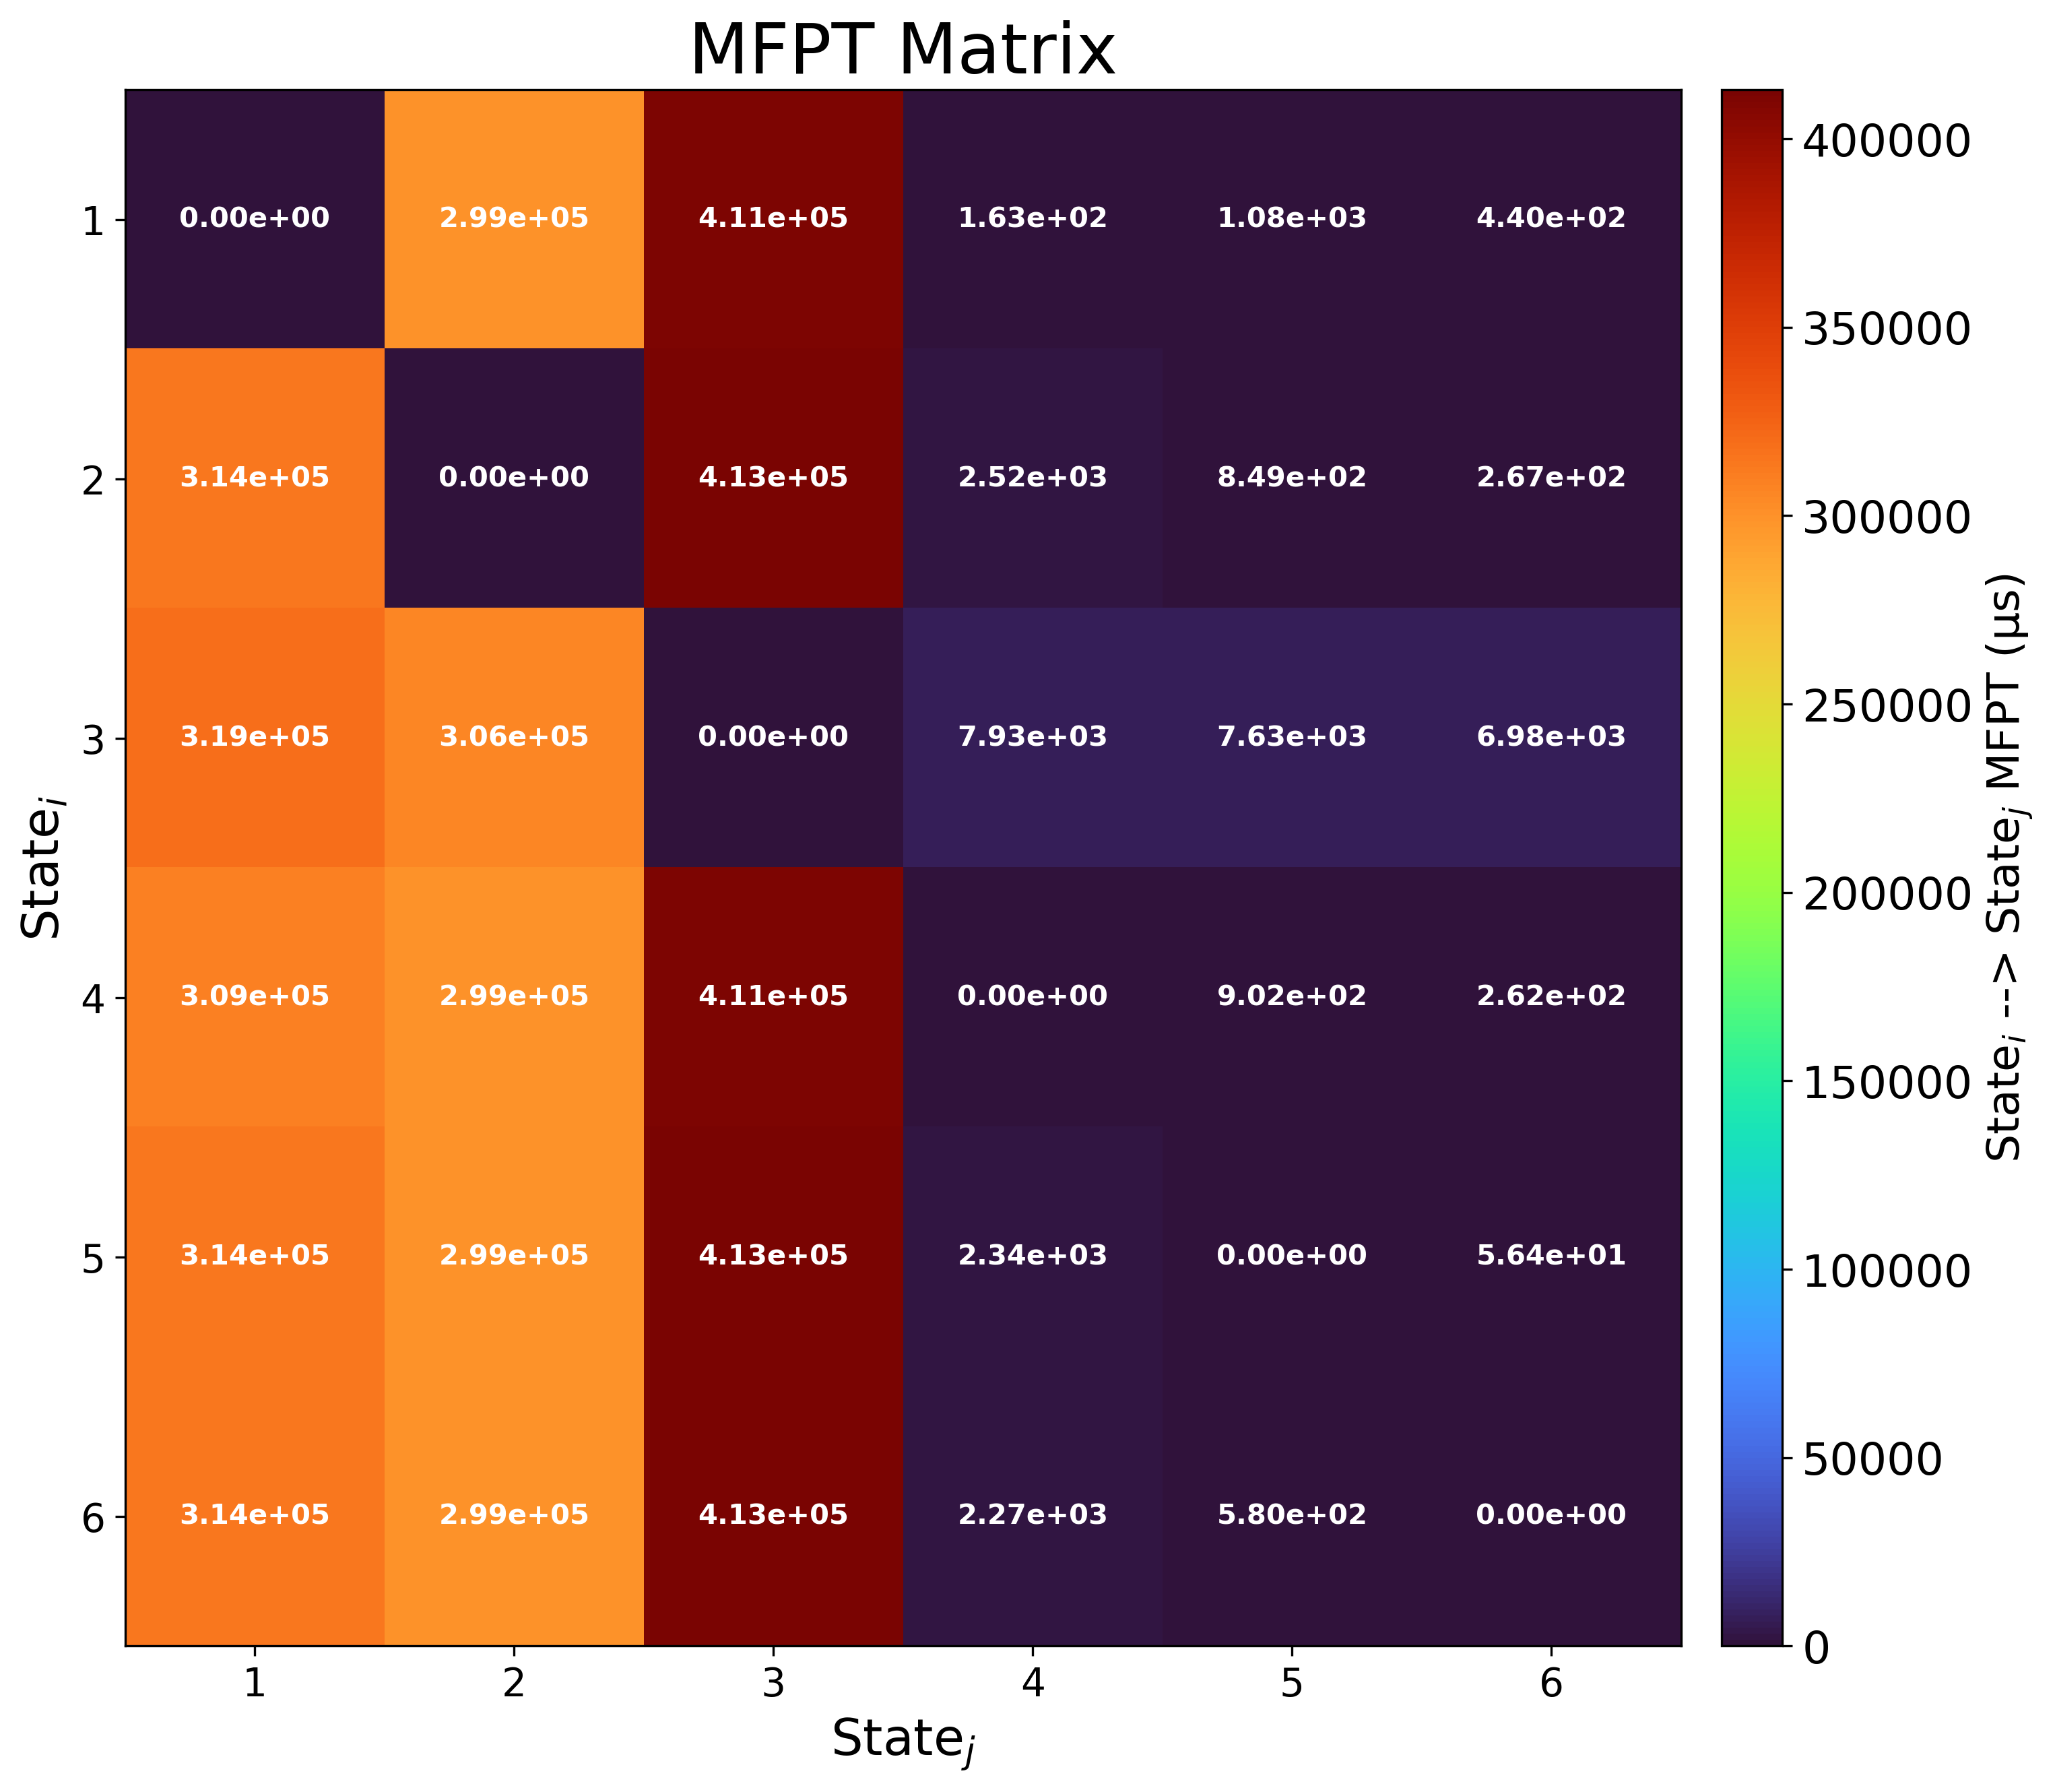 MFPT Matrix
0.00e+00 2.99e+05 4.11e+05 1.63e+02 1.08e+03 4.40e+02
3.14e+05 0.00e+00 4.13e+05 2.52e+03 8.49e+02 2.67e+02
3.19e+05 3.06e+05 0.00e+00 7.93e+03 7.63e+03 6.98e+03
3.09e+05 2.99e+05 4.11e+05 0.00e+00 9.02e+02 2.62e+02
3.14e+05 2.99e+05 4.13e+05 2.34e+03 0.00e+00 5.64e+01
3.14e+05 2.99e+05 4.13e+05 2.27e+03 5.80e+02 0.00e+00
1
2
3
4
5
6
State_i
1 2 3 4 5 6
State_j
400000
350000
300000
250000
200000
150000
100000
50000
0
State_i --> State_j MFPT (µs)